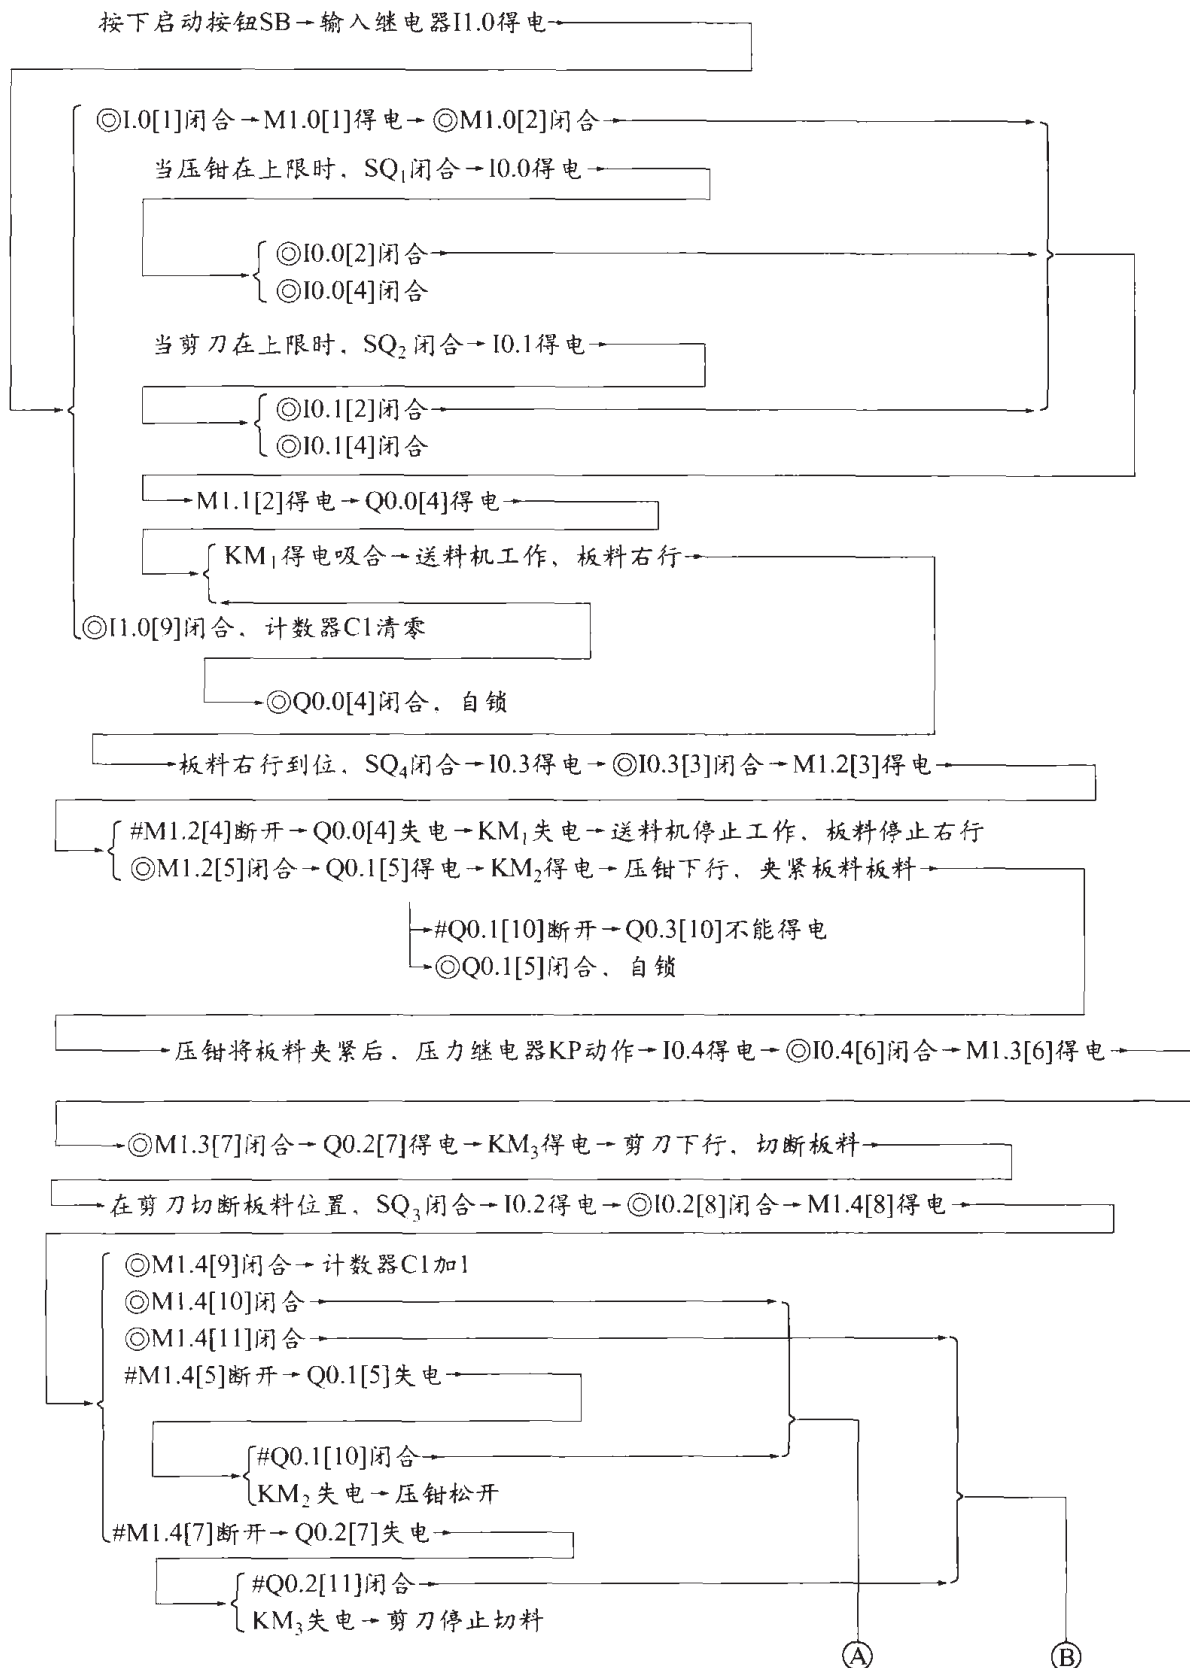 按下启动按钮SB→输入继电器I1.0得电
◎I.0[1]闭合→M1.0[1]得电→◎M1.0[2]闭合
当压钳在上限时，SQ₁闭合→I0.0得电
◎I0.0[2]闭合
◎I0.0[4]闭合
当剪刀在上限时，SQ₂闭合→I0.1得电
◎I0.1[2]闭合
◎I0.1[4]闭合
M1.1[2]得电→Q0.0[4]得电
KM₁得电吸合→送料机工作、板料右行
◎I1.0[9]闭合，计数器C1清零
◎Q0.0[4]闭合，自锁
板料右行到位，SQ₄闭合→I0.3得电→◎I0.3[3]闭合→M1.2[3]得电
#M1.2[4]断开→Q0.0[4]失电→KM₁失电→送料机停止工作、板料停止右行
◎M1.2[5]闭合→Q0.1[5]得电→KM₂得电→压钳下行、夹紧板料板料
#Q0.1[10]断开→Q0.3[10]不能得电
◎Q0.1[5]闭合，自锁
压钳将板料夹紧后，压力继电器KP动作→I0.4得电→◎I0.4[6]闭合→M1.3[6]得电
◎M1.3[7]闭合→Q0.2[7]得电→KM₃得电→剪刀下行，切断板料
在剪刀切断板料位置，SQ₃闭合→I0.2得电→◎I0.2[8]闭合→M1.4[8]得电
◎M1.4[9]闭合→计数器C1加1
◎M1.4[10]闭合
◎M1.4[11]闭合
#M1.4[5]断开→Q0.1[5]失电
#Q0.1[10]闭合
KM₂失电→压钳松开
#M1.4[7]断开→Q0.2[7]失电
#Q0.2[11]闭合
KM₃失电→剪刀停止切料
Ⓐ Ⓑ